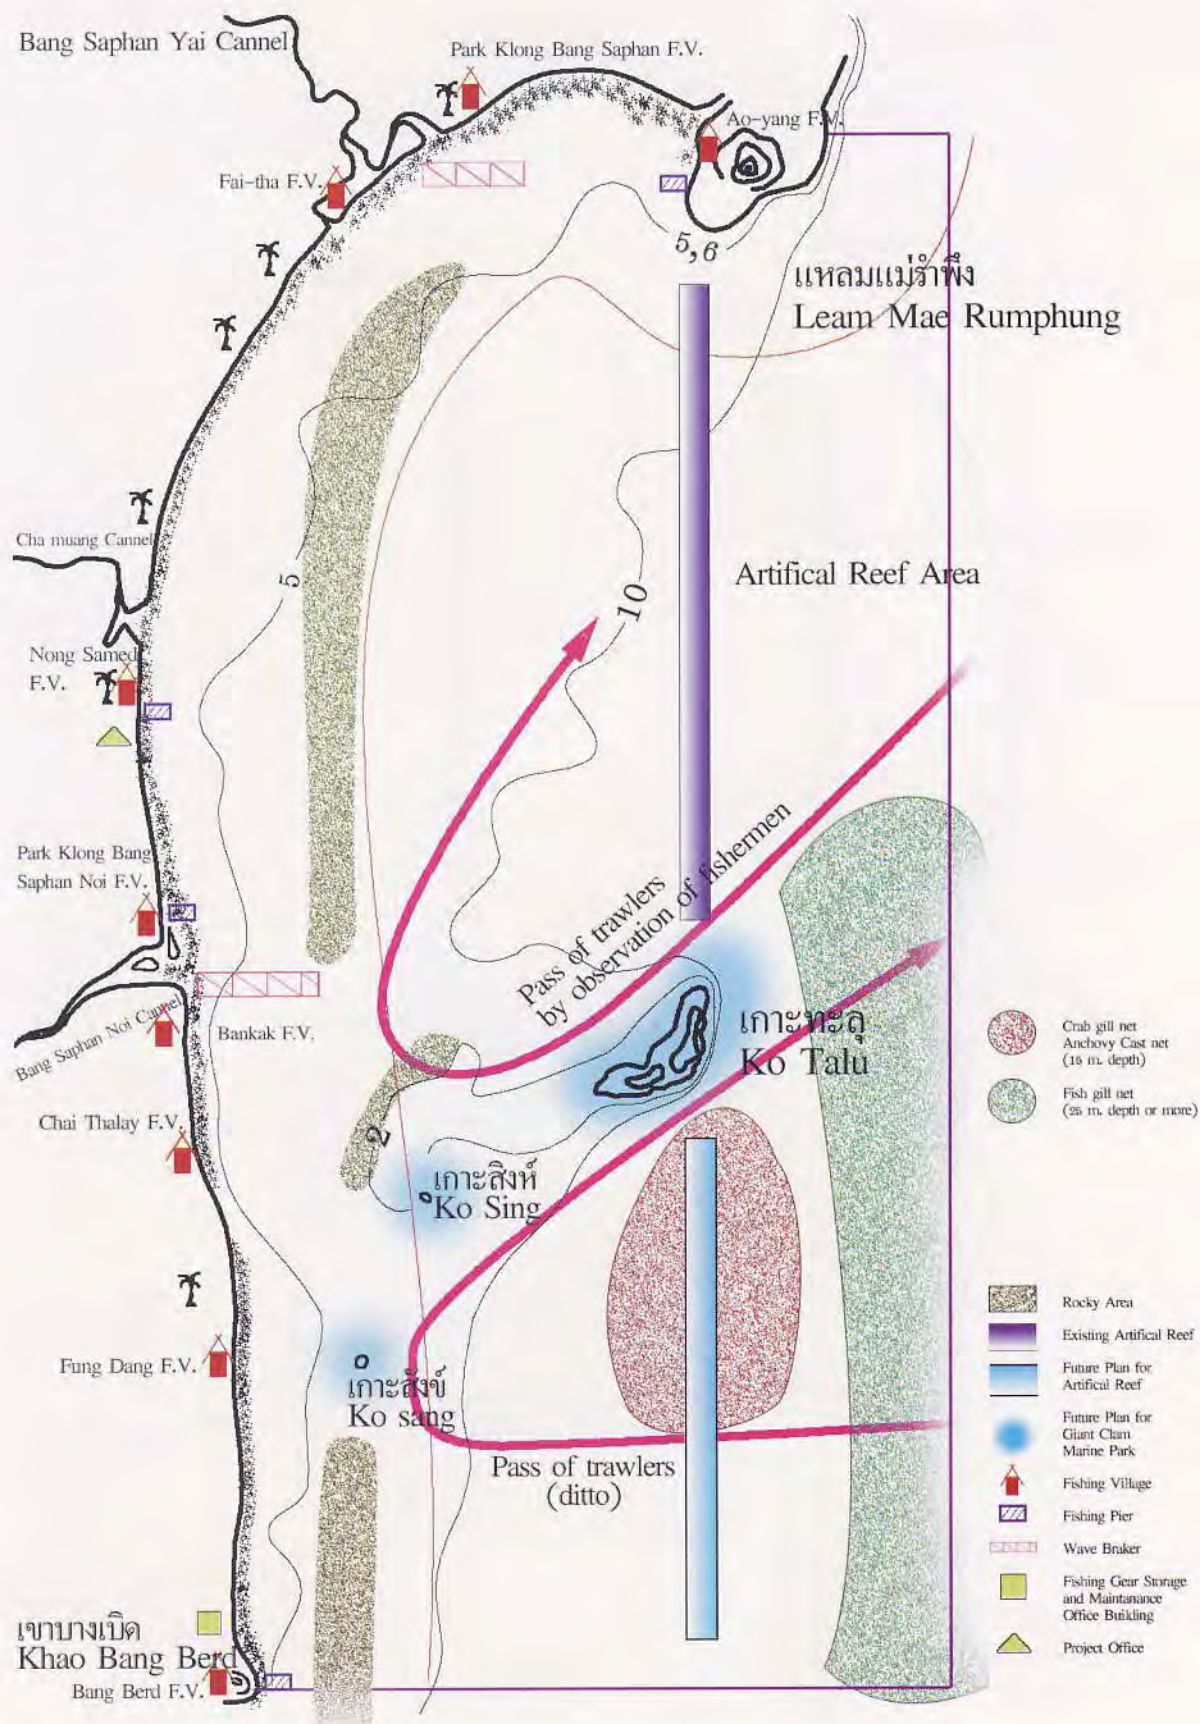 Bang Saphan Yai Cannel
Park Klong Bang Saphan F.V.
Ao-yang F.V.
Fai-tha F.V.
5,6
แหลมแม่รำพึง
Leam Mae Rumphung
Cha muang Cannel
5
10
Artifical Reef Area
Nong Samed
F.V.
Park Klong Bang
Saphan Noi F.V.
Pass of trawlers
by observation of fishermen
Bang Saphan Noi Cannel
Bankak F.V.
เกาะทะลุ
Ko Talu
Crab gill net
Anchovy Cast net
(15 m. depth)
Fish gill net
(25 m. depth or more)
Chai Thalay F.V.
2
เกาะสิงห์
Ko Sing
Fung Dang F.V.
เกาะสังข์
Ko sang
Pass of trawlers
(ditto)
Rocky Area
Existing Artifical Reef
Future Plan for
Artifical Reef
Future Plan for
Giant Clam
Marine Park
Fishing Village
Fishing Pier
Wave Braker
Fishing Gear Storage
and Maintanance
Office Building
Project Office
เขาบางเบิด
Khao Bang Berd
Bang Berd F.V.